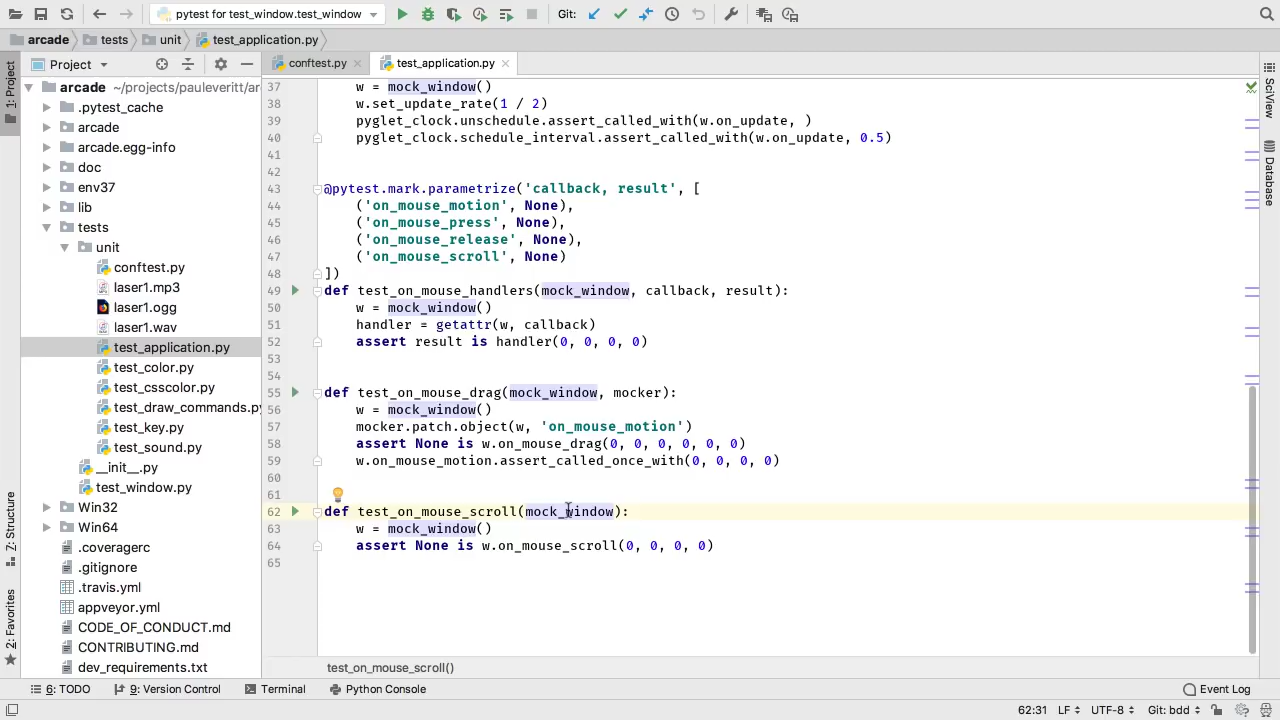 pytest for test_window.test_window
Git:
arcade
tests
unit
test_application.py
1: Project
Project
conftest.py
test_application.py
arcade ~/projects/pauleveritt/ar
.pytest_cache
arcade
arcade.egg-info
doc
env37
lib
tests
unit
conftest.py
laser1.mp3
laser1.ogg
laser1.wav
test_application.py
test_color.py
test_csscolor.py
test_draw_commands.py
test_key.py
test_sound.py
__init__.py
test_window.py
Win32
Win64
.coveragerc
.gitignore
.travis.yml
appveyor.yml
CODE_OF_CONDUCT.md
CONTRIBUTING.md
dev_requirements.txt
37 w = mock_window()
38 w.set_update_rate(1 / 2)
39 pyglet_clock.unschedule.assert_called_with(w.on_update, )
40 pyglet_clock.schedule_interval.assert_called_with(w.on_update, 0.5)
41
42
43 @pytest.mark.parametrize('callback, result', [
44 ('on_mouse_motion', None),
45 ('on_mouse_press', None),
46 ('on_mouse_release', None),
47 ('on_mouse_scroll', None)
48 ])
49 def test_on_mouse_handlers(mock_window, callback, result):
50 w = mock_window()
51 handler = getattr(w, callback)
52 assert result is handler(0, 0, 0, 0)
53
54
55 def test_on_mouse_drag(mock_window, mocker):
56 w = mock_window()
57 mocker.patch.object(w, 'on_mouse_motion')
58 assert None is w.on_mouse_drag(0, 0, 0, 0, 0, 0)
59 w.on_mouse_motion.assert_called_once_with(0, 0, 0, 0)
60
61
62 def test_on_mouse_scroll(mock_window):
63 w = mock_window()
64 assert None is w.on_mouse_scroll(0, 0, 0, 0)
65
test_on_mouse_scroll()
SciView
Database
Z: Structure
2: Favorites
6: TODO
9: Version Control
Terminal
Python Console
Event Log
62:31 LF UTF-8 Git: bdd